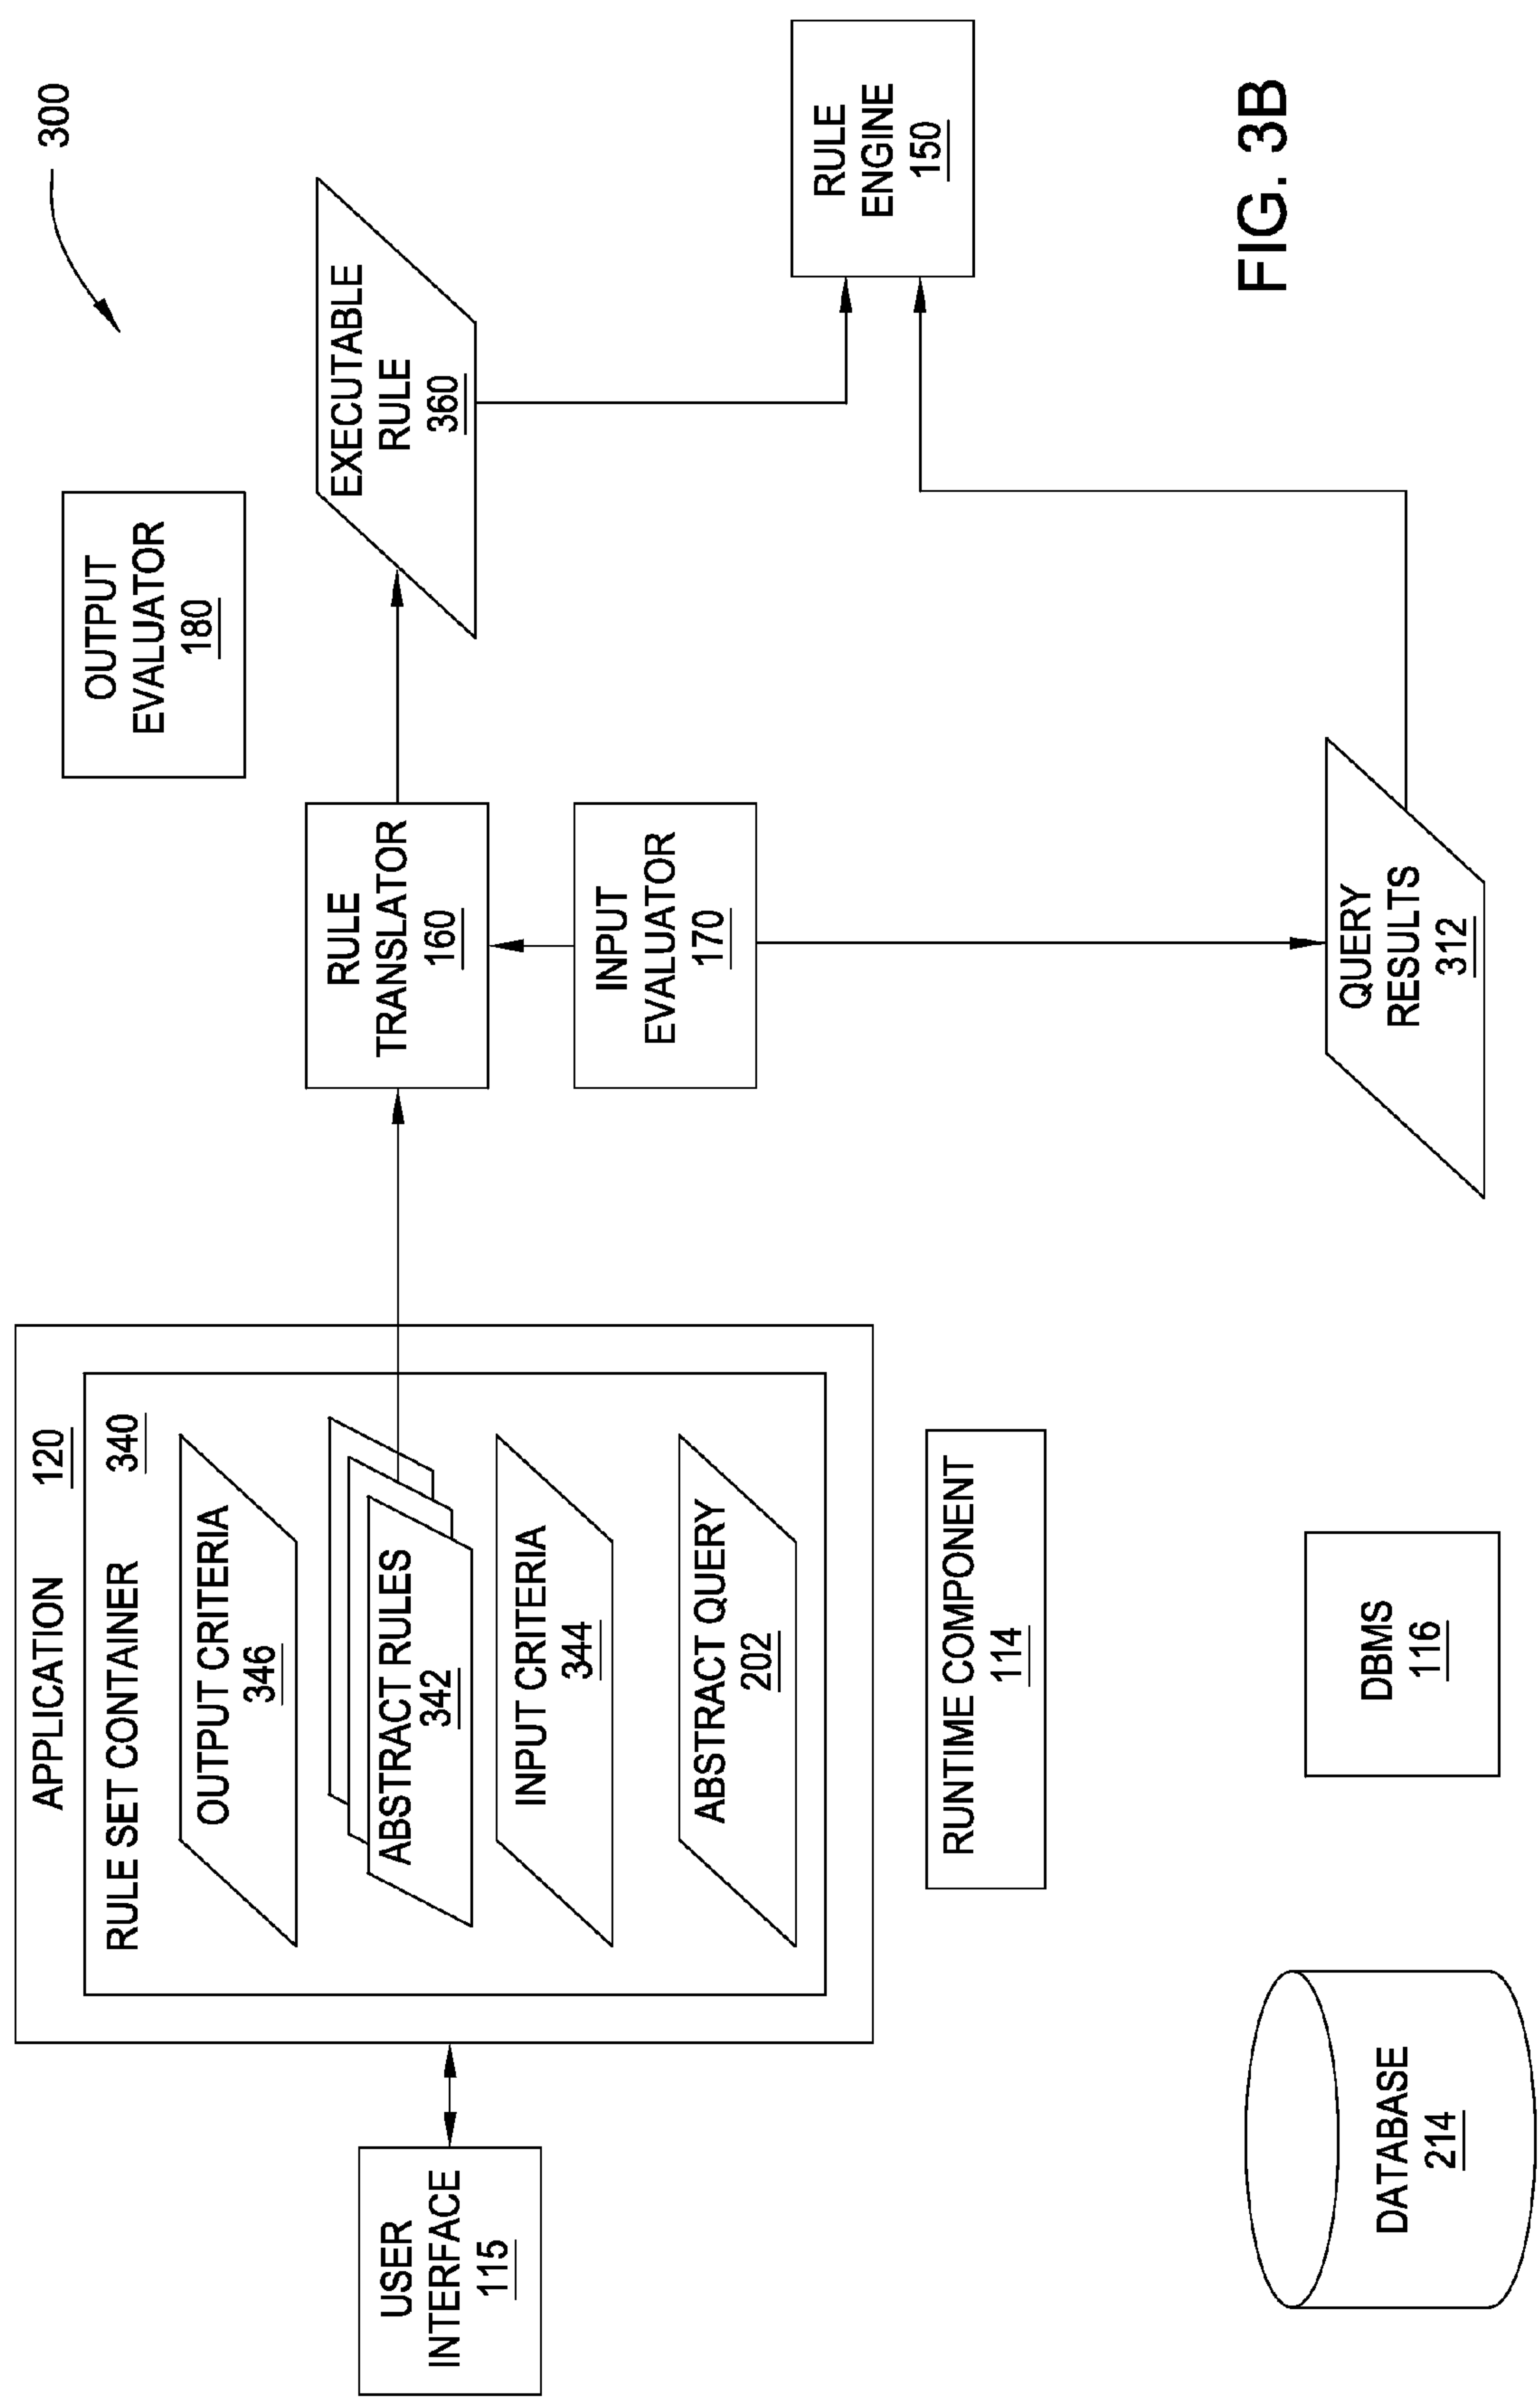 300
APPLICATION
120
RULE SET CONTAINER
340
OUTPUT CRITERIA
346
ABSTRACT RULES
342
INPUT CRITERIA
344
ABSTRACT QUERY
202
USER
INTERFACE
115
OUTPUT
EVALUATOR
180
RULE
TRANSLATOR
160
EXECUTABLE
RULE
360
INPUT
EVALUATOR
170
RULE
ENGINE
150
RUNTIME COMPONENT
114
DATABASE
214
DBMS
116
QUERY
RESULTS
312
FIG. 3B